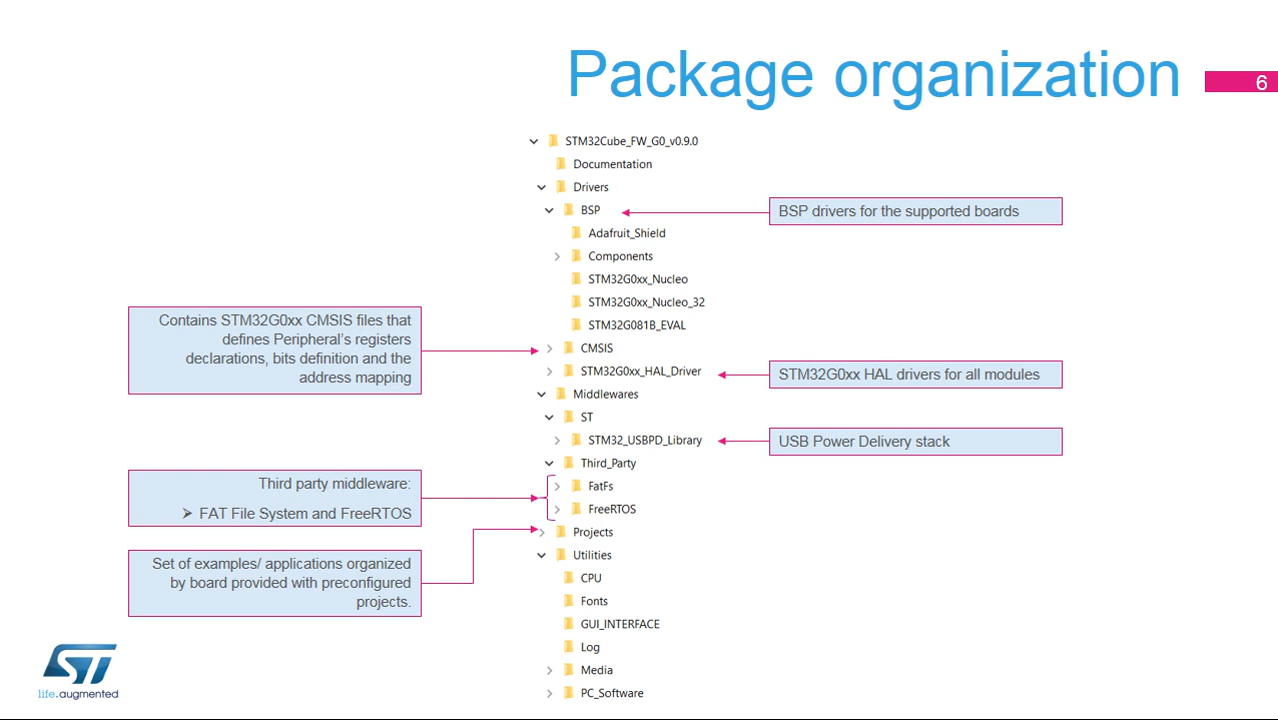 Package organization
6
STM32Cube_FW_G0_v0.9.0
Documentation
Drivers
BSP
BSP drivers for the supported boards
Adafruit_Shield
Components
STM32G0xx_Nucleo
STM32G0xx_Nucleo_32
STM32G081B_EVAL
Contains STM32G0xx CMSIS files that
defines Peripheral's registers
declarations, bits definition and the
address mapping
CMSIS
STM32G0xx_HAL_Driver
STM32G0xx HAL drivers for all modules
Middlewares
ST
STM32_USBPD_Library
USB Power Delivery stack
Third_Party
Third party middleware:
➤ FAT File System and FreeRTOS
FatFs
FreeRTOS
Projects
Set of examples/ applications organized
by board provided with preconfigured
projects.
Utilities
CPU
Fonts
GUI_INTERFACE
Log
Media
PC_Software
ST
life.augmented